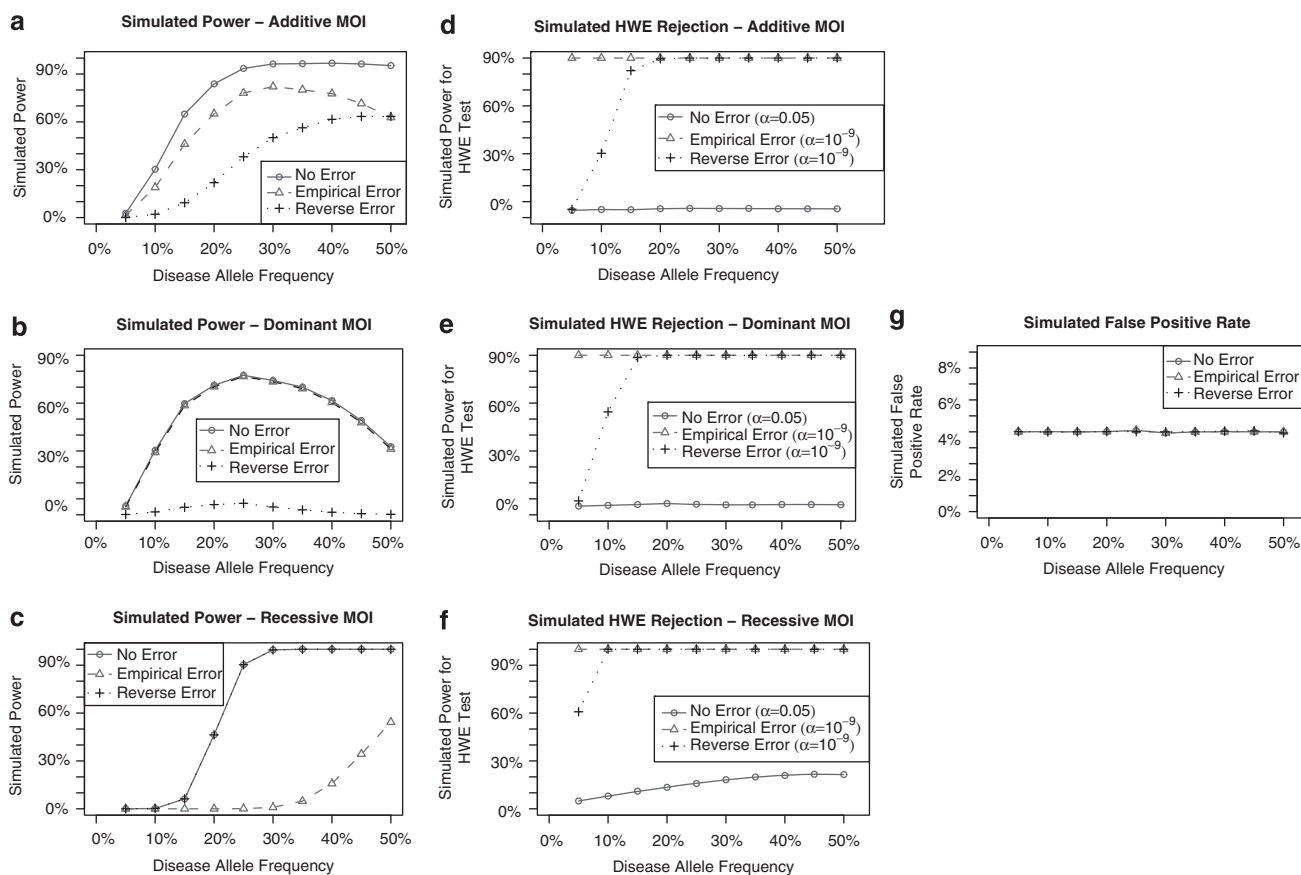 a
Simulated Power – Additive MOI
Simulated Power
90%
60%
30%
0%
No Error
Empirical Error
Reverse Error
0% 10% 20% 30% 40% 50%
Disease Allele Frequency
d
Simulated HWE Rejection – Additive MOI
Simulated Power for
HWE Test
90%
60%
30%
0%
No Error (α=0.05)
Empirical Error (α=10⁻⁹)
Reverse Error (α=10⁻⁹)
0% 10% 20% 30% 40% 50%
Disease Allele Frequency
b
Simulated Power – Dominant MOI
Simulated Power
90%
60%
30%
0%
No Error
Empirical Error
Reverse Error
0% 10% 20% 30% 40% 50%
Disease Allele Frequency
e
Simulated HWE Rejection – Dominant MOI
Simulated Power for
HWE Test
90%
60%
30%
0%
No Error (α=0.05)
Empirical Error (α=10⁻⁹)
Reverse Error (α=10⁻⁹)
0% 10% 20% 30% 40% 50%
Disease Allele Frequency
g
Simulated False Positive Rate
Simulated False
Positive Rate
8%
6%
4%
2%
0%
No Error
Empirical Error
Reverse Error
0% 10% 20% 30% 40% 50%
Disease Allele Frequency
c
Simulated Power – Recessive MOI
Simulated Power
90%
60%
30%
0%
No Error
Empirical Error
Reverse Error
0% 10% 20% 30% 40% 50%
Disease Allele Frequency
f
Simulated HWE Rejection – Recessive MOI
Simulated Power for
HWE Test
90%
60%
30%
0%
No Error (α=0.05)
Empirical Error (α=10⁻⁹)
Reverse Error (α=10⁻⁹)
0% 10% 20% 30% 40% 50%
Disease Allele Frequency